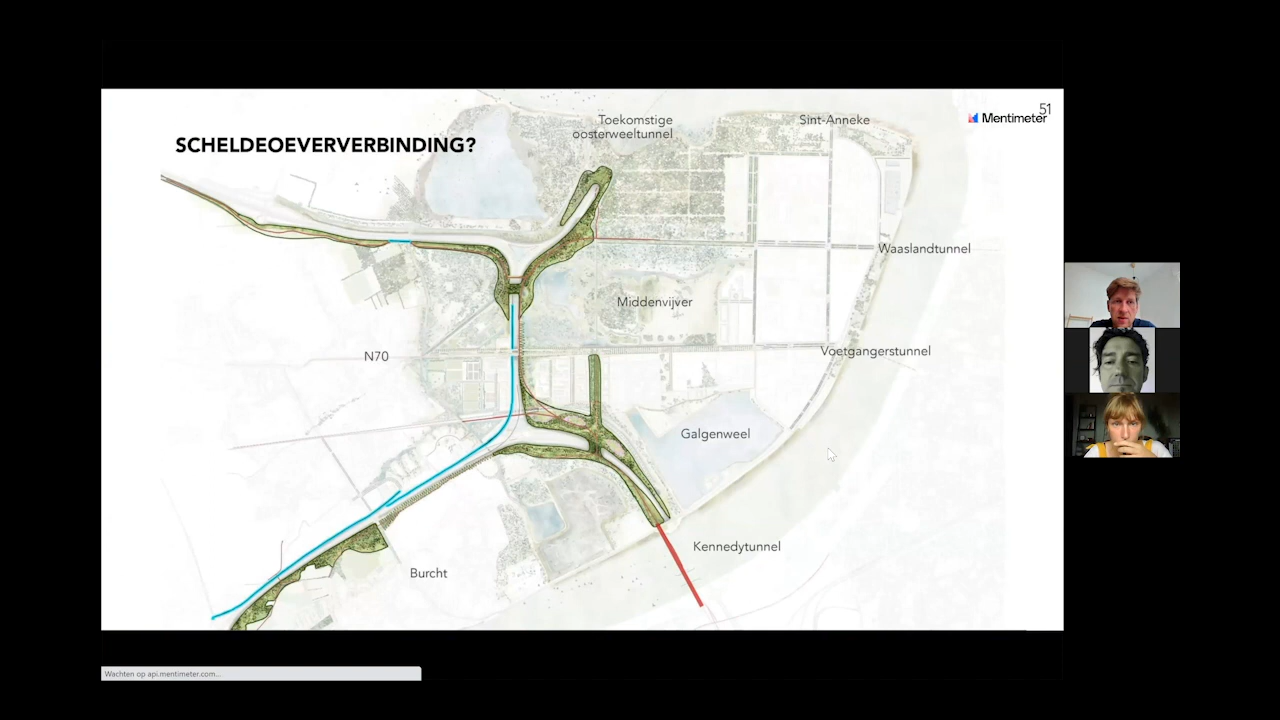 51
Mentimeter
SCHELDEOEVERVERBINDING?
Toekomstige
oosterweeltunnel
Sint-Anneke
Waaslandtunnel
Middenvijver
N70
Voetgangerstunnel
Galgenweel
Kennedytunnel
Burcht
Wachten op api.mentimeter.com...